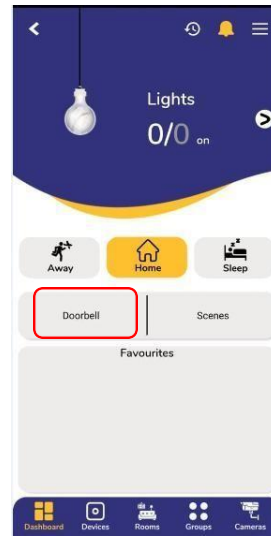 Lights
0/0 on
Away
Home
Sleep
Doorbell
Scenes
Favourites
Dashboard
Devices
Rooms
Groups
Cameras